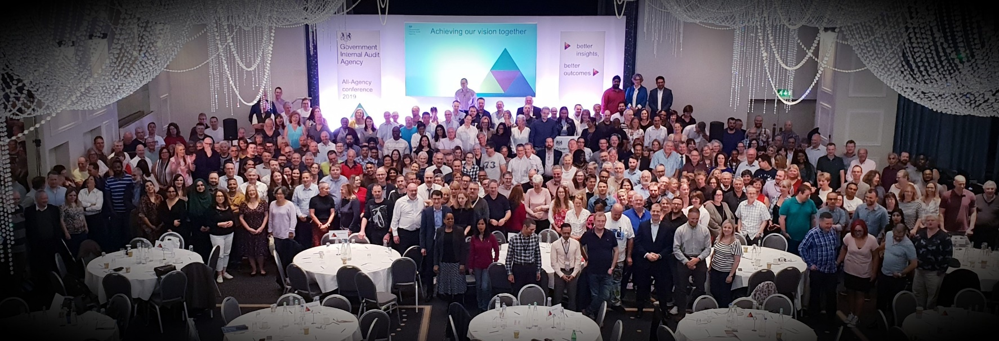 Government
Internal Audit
Agency
All-Agency
conference
2019
Achieving our vision together
better
insights,
better
outcomes
73